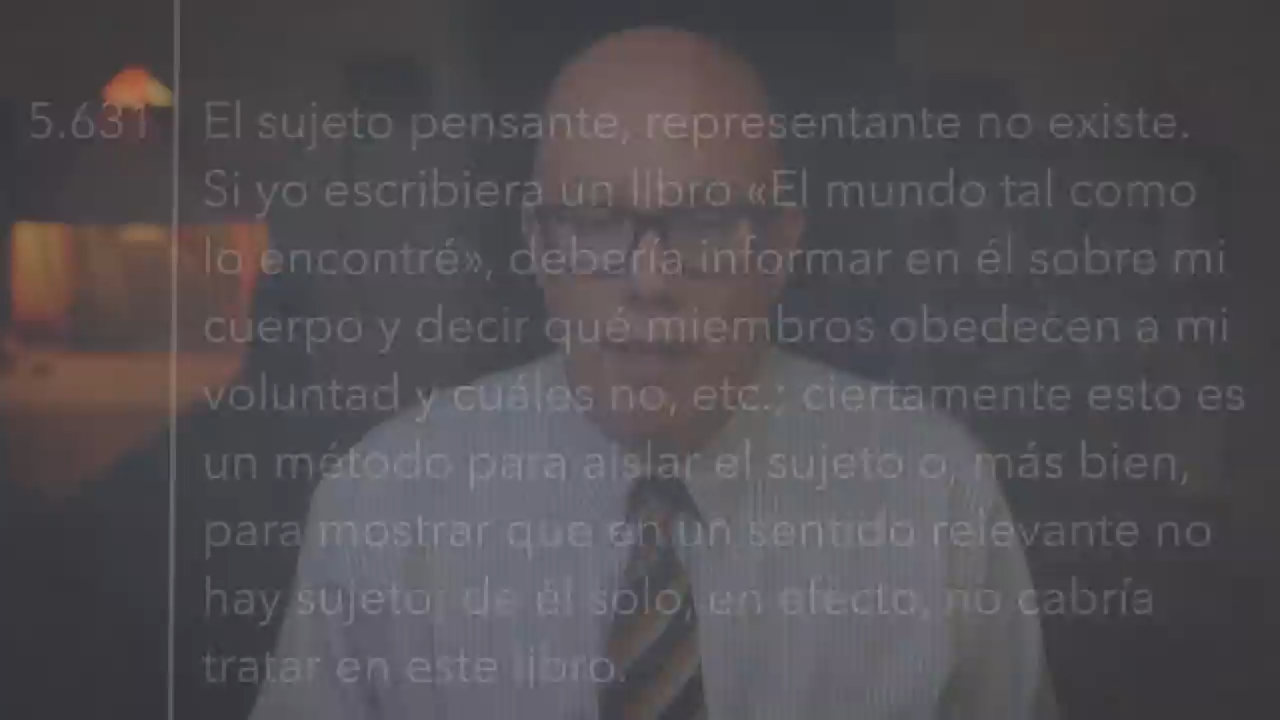 5.631 El sujeto pensante, representante no existe.
Si yo escribiera un libro «El mundo tal como
lo encontré», debería informar en él sobre mi
cuerpo y decir qué miembros obedecen a mi
voluntad y cuáles no, etc.; ciertamente esto es
un método para aislar el sujeto o, más bien,
para mostrar que en un sentido relevante no
hay sujeto; de él solo, en efecto, no cabría
tratar en este libro.